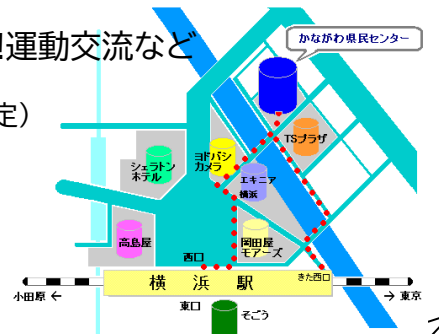 !運動交流など
定）
かながわ県民センター
TSプラザ
ヨドバシ
カメラ
シェラトン
ホテル
エキニア
横浜
高島屋
岡田屋
モアーズ
西口
きた西口
横浜駅
小田原 ←
→ 東京
東口
そごう